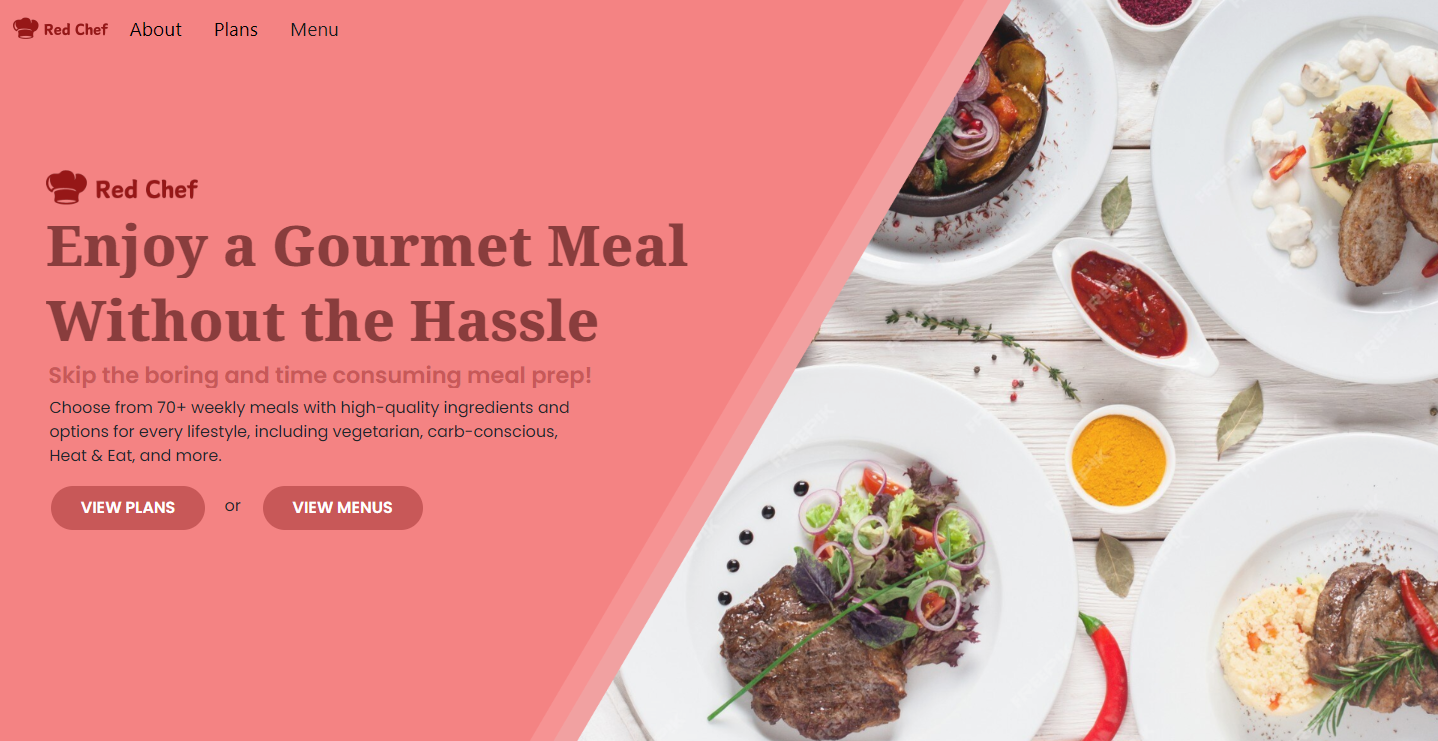 Red Chef About Plans Menu
Red Chef
Enjoy a Gourmet Meal
Without the Hassle
Skip the boring and time consuming meal prep!
Choose from 70+ weekly meals with high-quality ingredients and
options for every lifestyle, including vegetarian, carb-conscious,
Heat & Eat, and more.
VIEW PLANS or VIEW MENUS